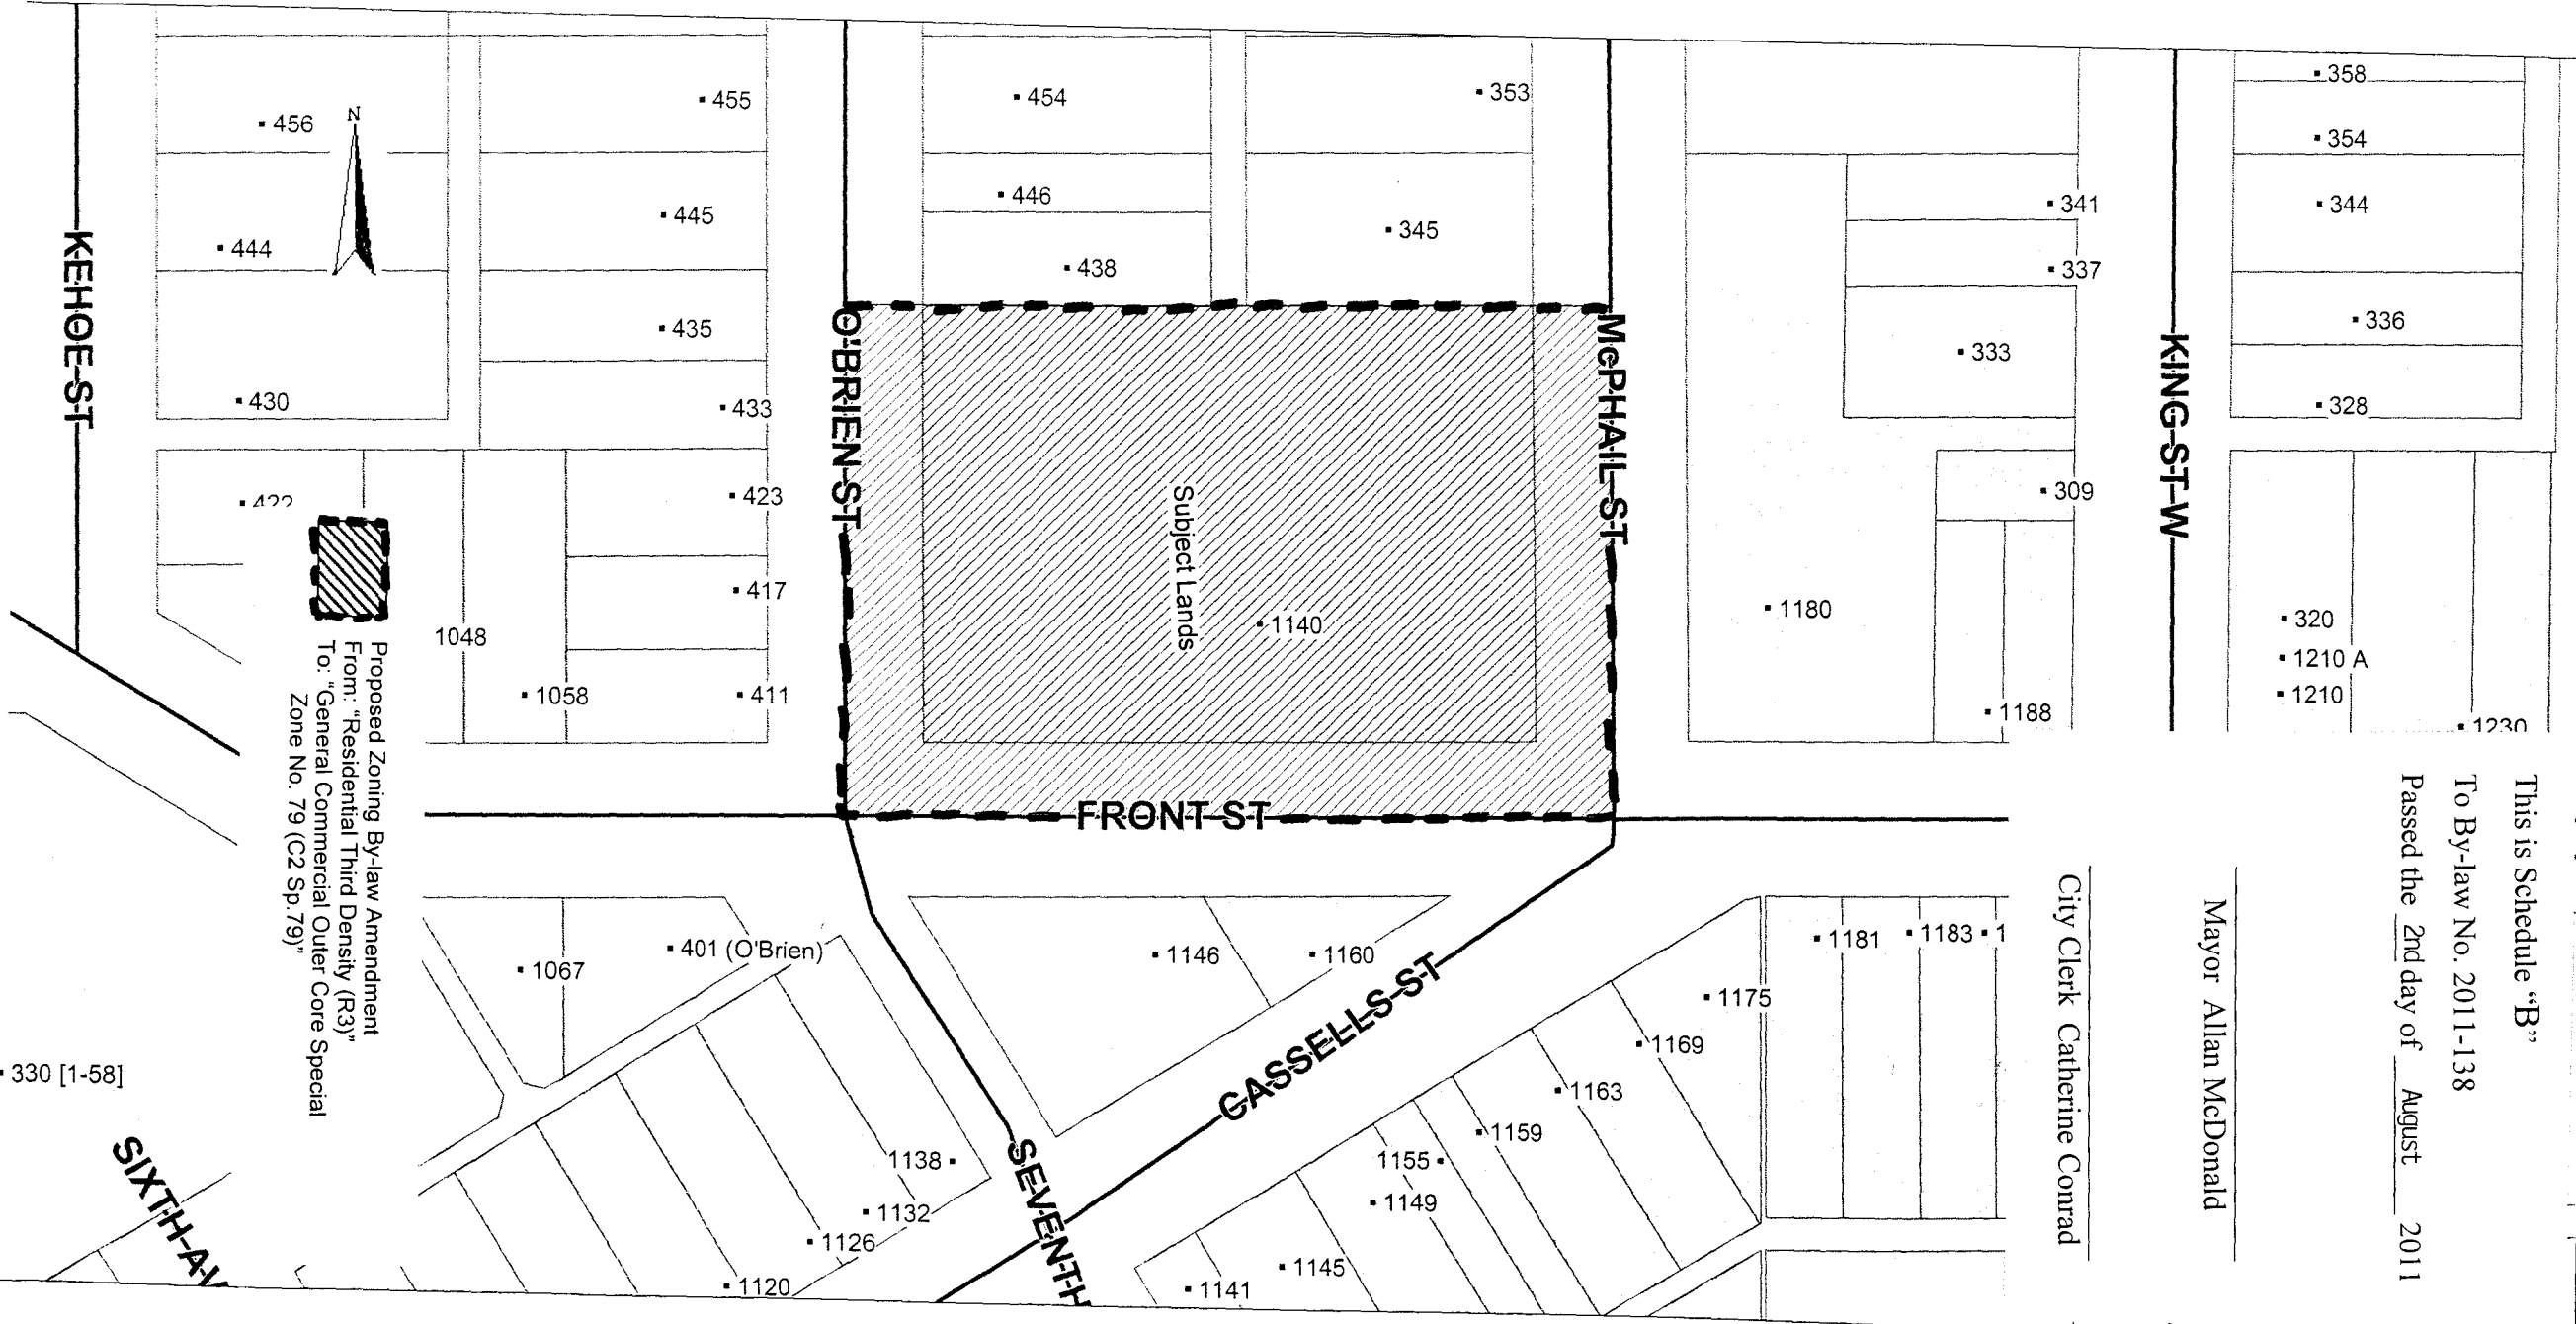 This is Schedule “B”
To By-law No. 2011-138
Passed the 2nd day of August 2011
Mayor Allan McDonald
City Clerk Catherine Conrad
Proposed Zoning By-law Amendment
From: “Residential Third Density (R3)”
To: “General Commercial Outer Core Special
Zone No. 79 (C2 Sp.79)”
N
KEHOE ST
O'BRIEN ST
McPHAIL ST
KING ST W
FRONT ST
CASSELLS ST
SEVENTH
SIXTH AV
Subject Lands
1140
456
444
430
422
455
445
435
433
423
417
411
1048
1058
454
446
438
353
345
341
337
333
309
1180
1188
358
354
344
336
328
320
1210 A
1210
1230
1067
401 (O'Brien)
1146
1160
1181
1183
1175
1169
1163
1159
1155
1149
1145
1141
1138
1132
1126
1120
330 [1-58]